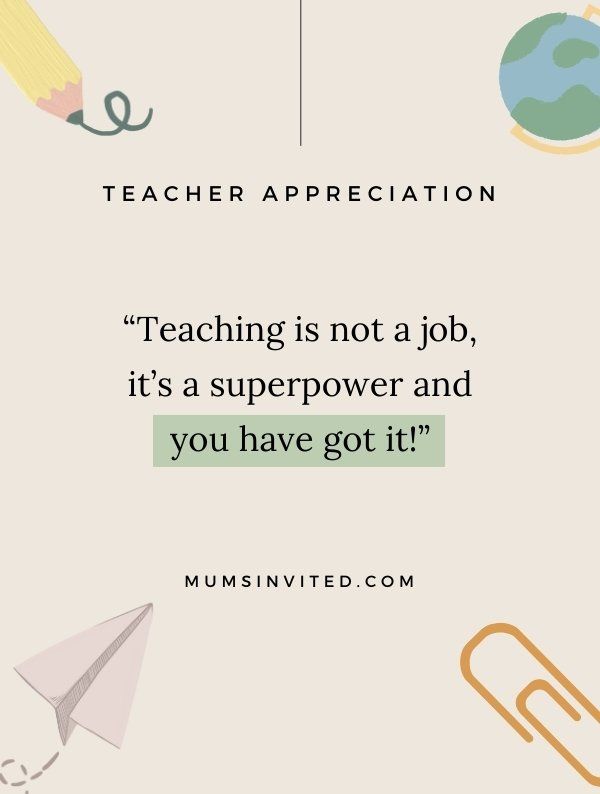 TEACHER APPRECIATION
“Teaching is not a job,
it’s a superpower and
you have got it!”
MUMSINVITED.COM